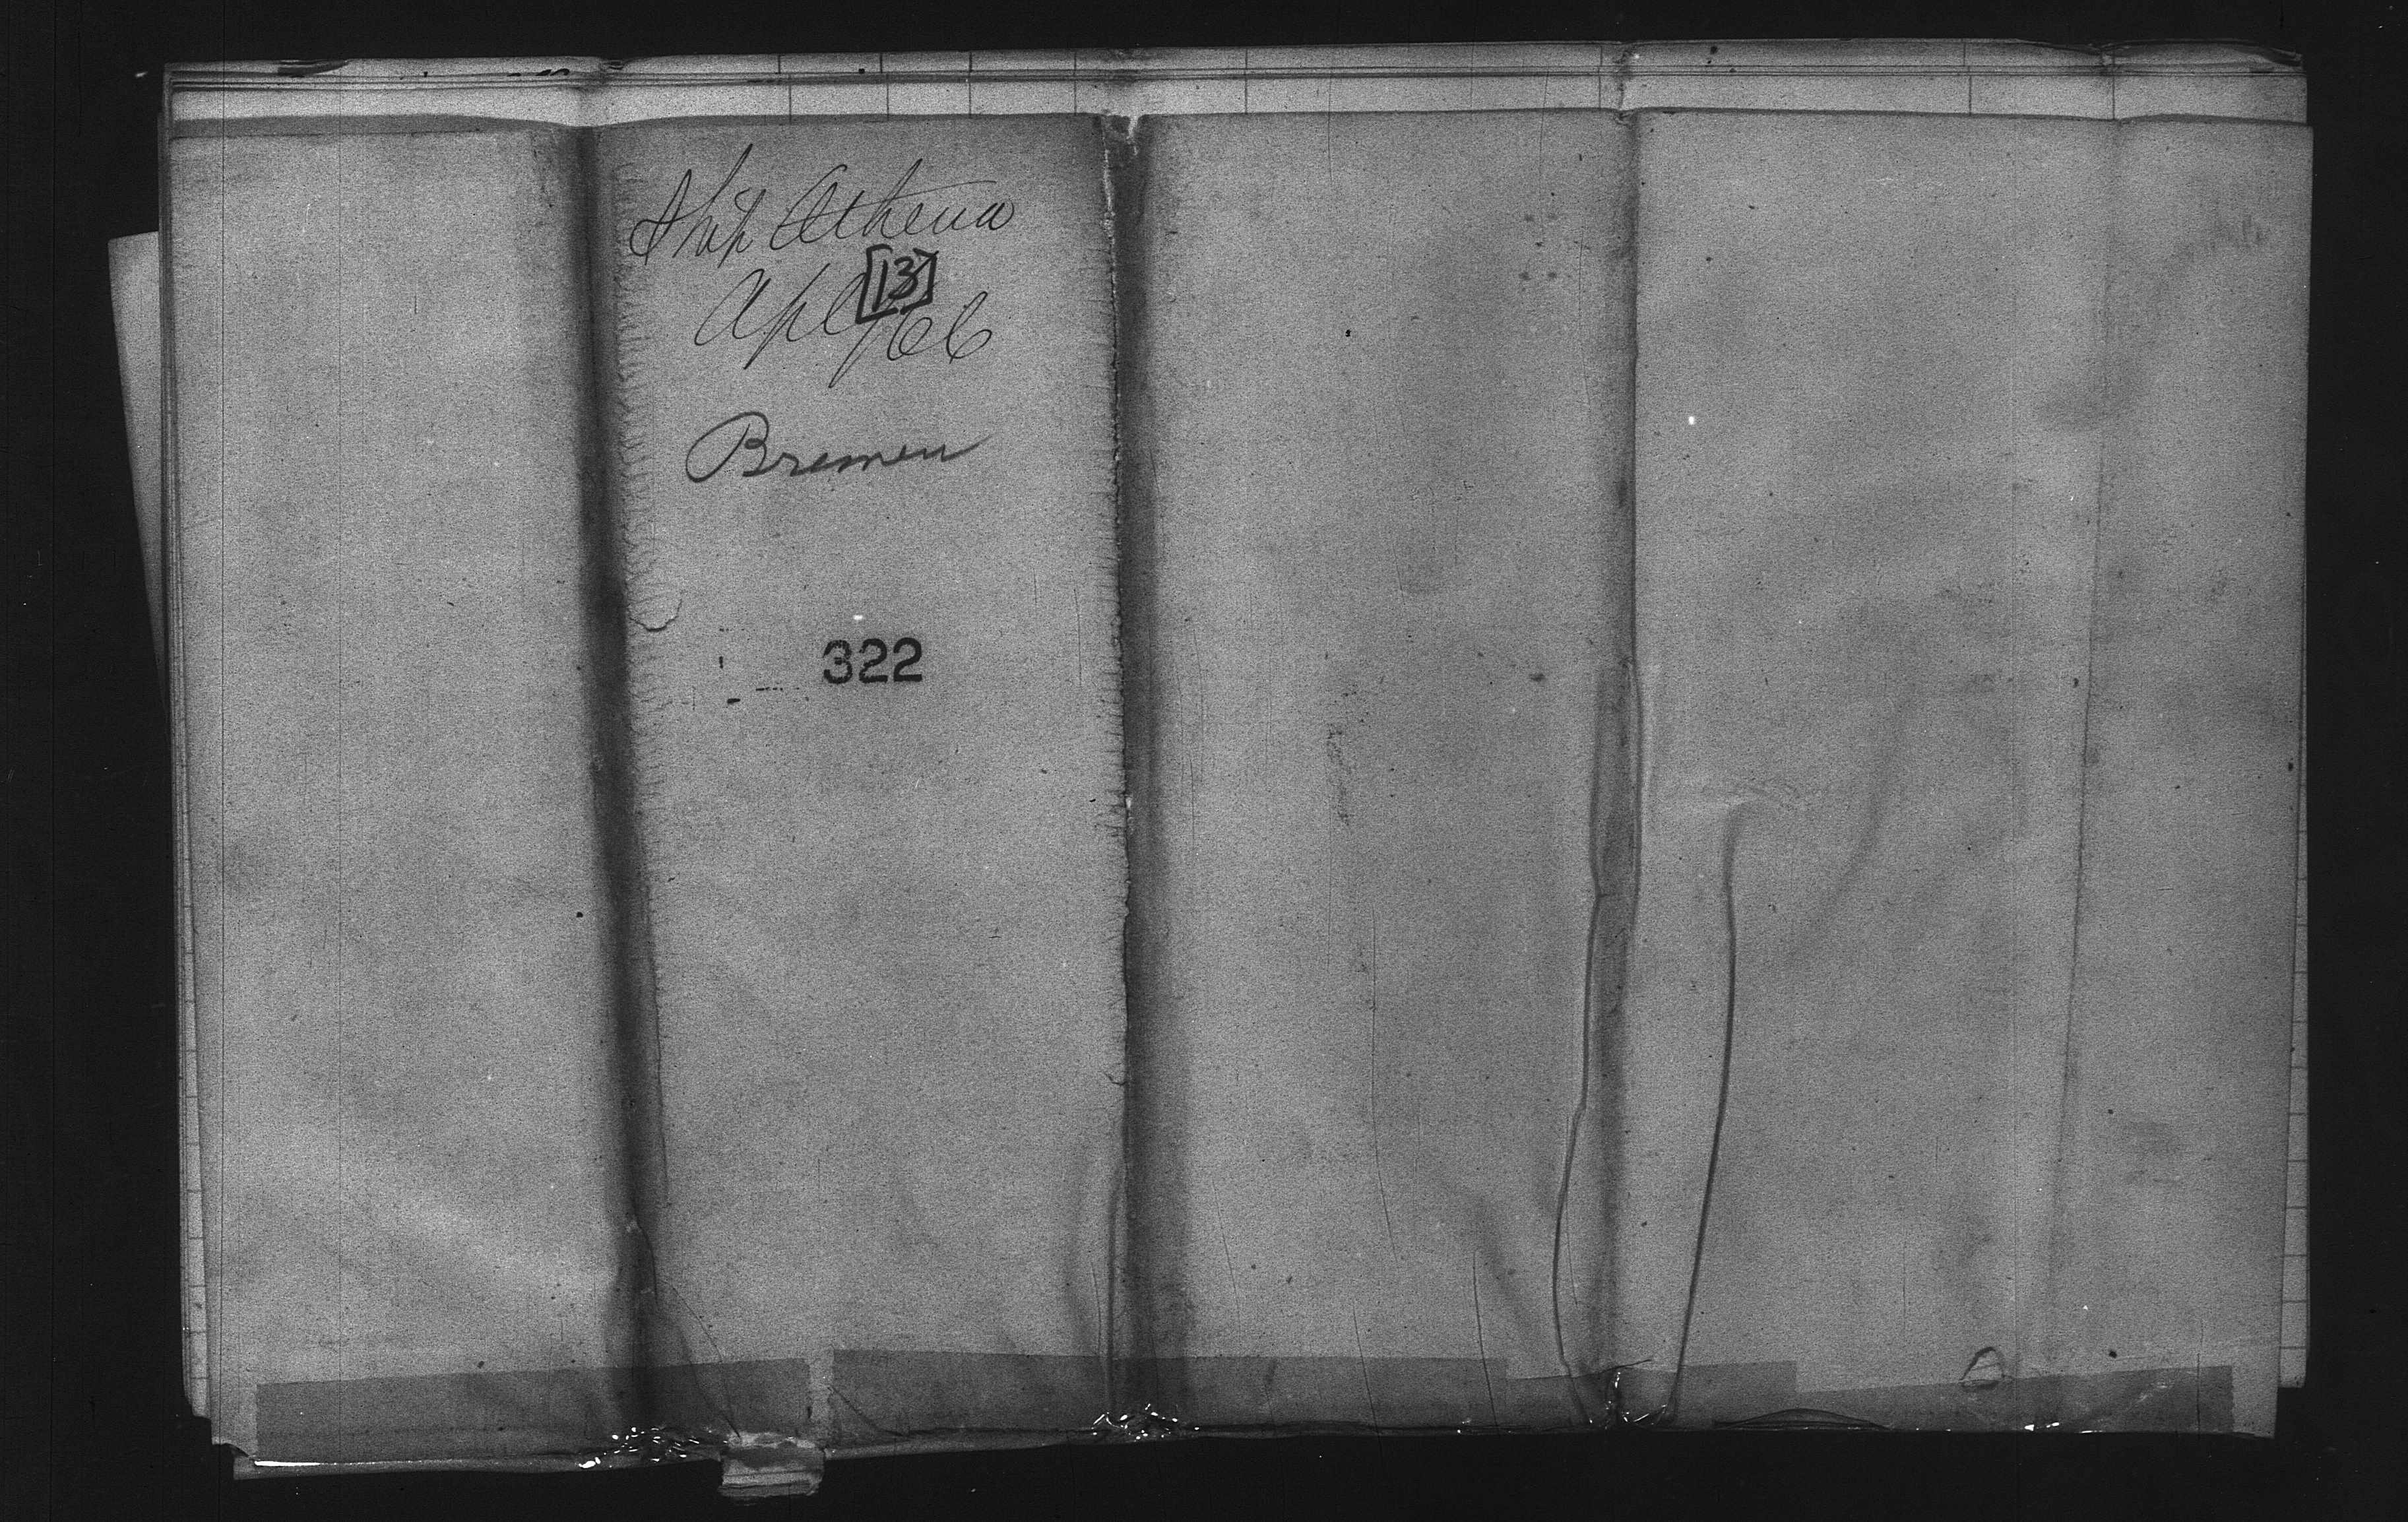 Ship Athena
[13]
Apl /66
Bremen
322